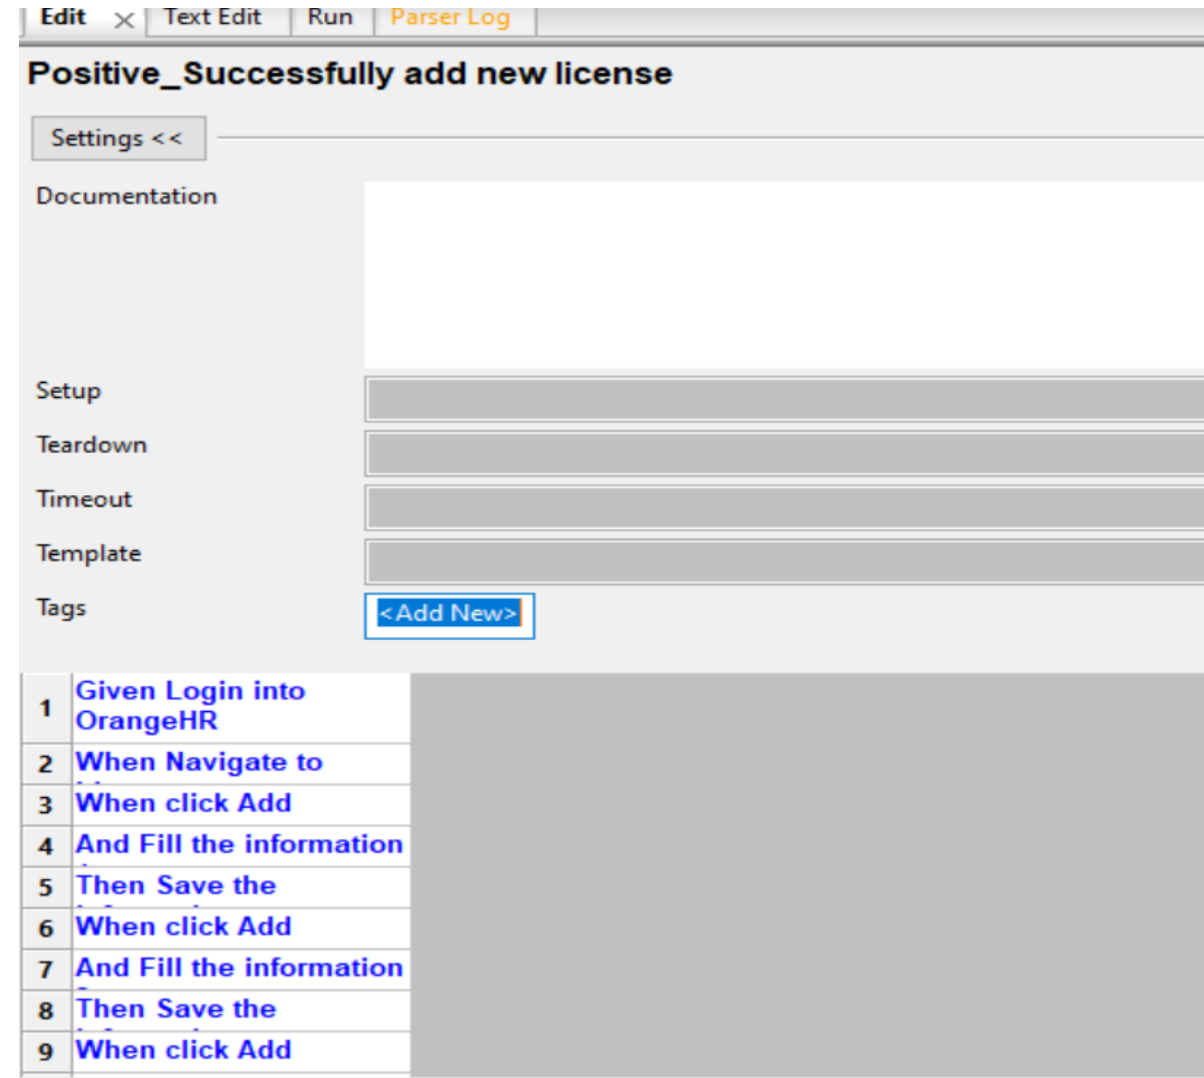 Edit × Text Edit Run Parser Log
Positive_Successfully add new license
Settings <<
Documentation
Setup
Teardown
Timeout
Template
Tags <Add New>
1 Given Login into
OrangeHR
2 When Navigate to
3 When click Add
4 And Fill the information
5 Then Save the
6 When click Add
7 And Fill the information
8 Then Save the
9 When click Add